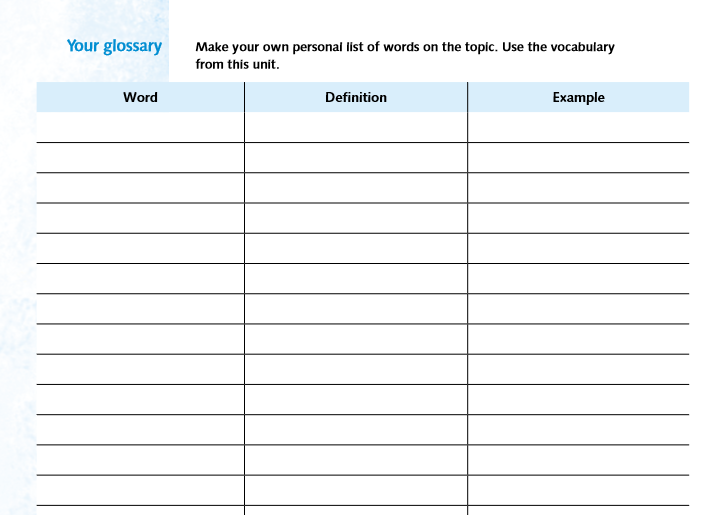 Your glossary
Make your own personal list of words on the topic. Use the vocabulary
from this unit.
Word Definition Example